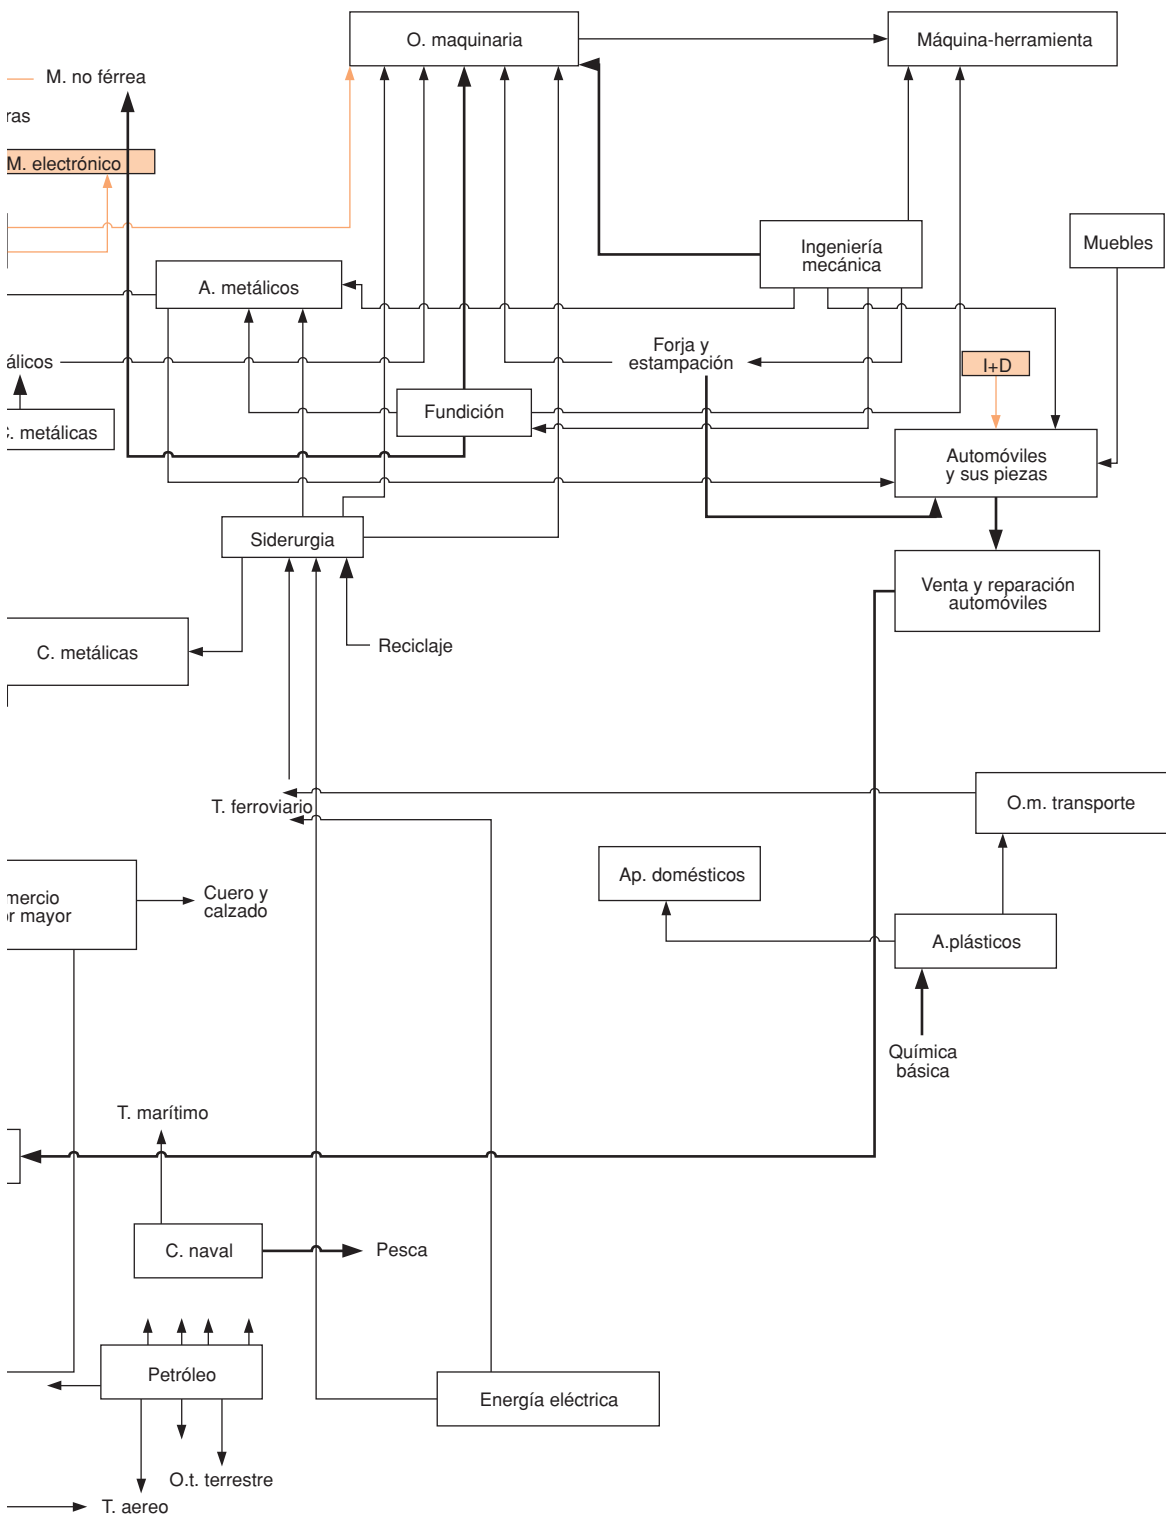 O. maquinaria
Máquina-herramienta
M. no férrea
ras
M. electrónico
Ingeniería
mecánica
Muebles
A. metálicos
Forja y
estampación
álicos
I+D
Fundición
C. metálicas
Automóviles
y sus piezas
Siderurgia
Venta y reparación
automóviles
Reciclaje
C. metálicas
T. ferroviario
O.m. transporte
Ap. domésticos
mercio
or mayor
Cuero y
calzado
A.plásticos
Química
básica
T. marítimo
C. naval
Pesca
Petróleo
Energía eléctrica
O.t. terrestre
T. aereo